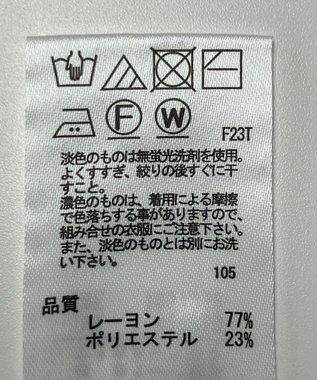 F W F23T
淡色のものは無蛍光洗剤を使用。
よくすすぎ、絞りの後すぐに干
すこと。
濃色のものは、着用による摩擦
で色落ちする事がありますので、
組み合せの衣服にご注意下さい。
また、淡色のものとは別にお洗
い下さい。
105
品質
レーヨン 77%
ポリエステル 23%